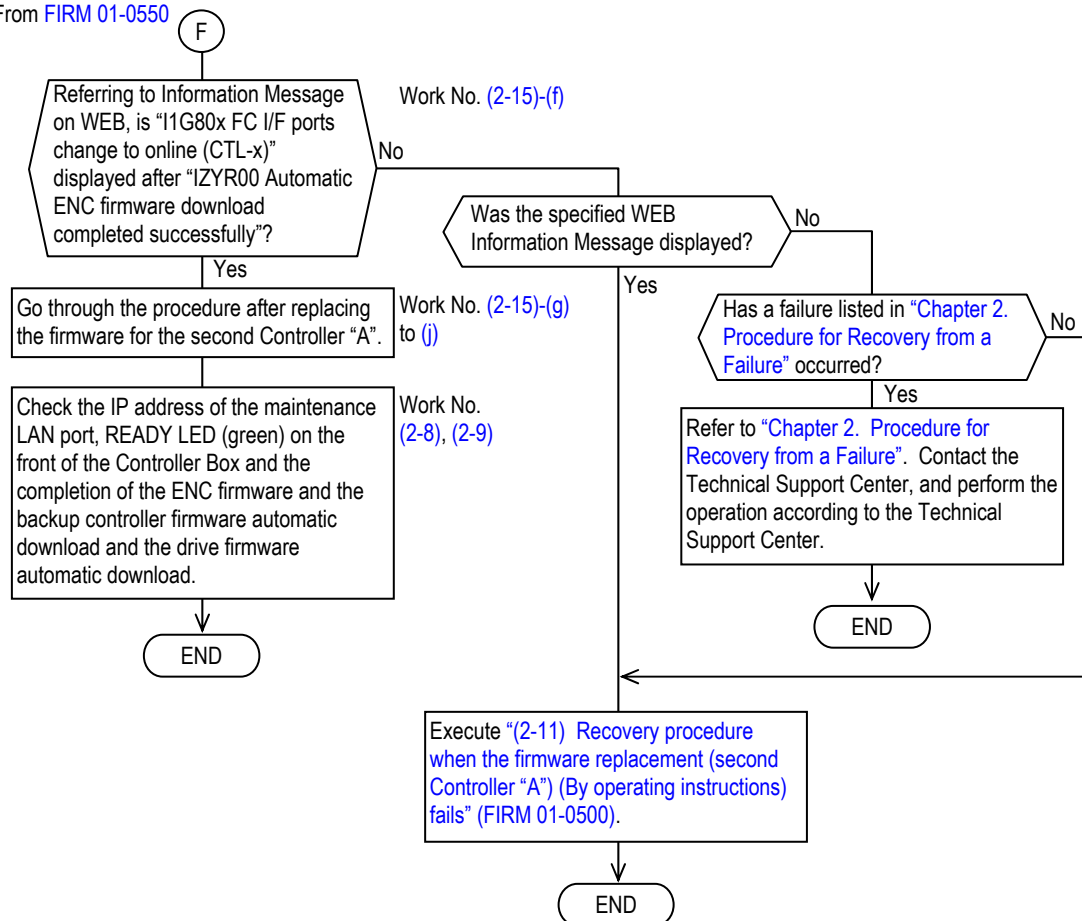 From FIRM 01-0550
F
Referring to Information Message
on WEB, is “I1G80x FC I/F ports
change to online (CTL-x)”
displayed after “IZYR00 Automatic
ENC firmware download
completed successfully”?
Work No. (2-15)-(f)
No
Yes
Was the specified WEB
Information Message displayed?
No
Yes
Go through the procedure after replacing
the firmware for the second Controller “A”.
Work No. (2-15)-(g)
to (j)
Has a failure listed in “Chapter 2.
Procedure for Recovery from a
Failure” occurred?
No
Yes
Check the IP address of the maintenance
LAN port, READY LED (green) on the
front of the Controller Box and the
completion of the ENC firmware and the
backup controller firmware automatic
download and the drive firmware
automatic download.
Work No.
(2-8), (2-9)
Refer to “Chapter 2. Procedure for
Recovery from a Failure”. Contact the
Technical Support Center, and perform the
operation according to the Technical
Support Center.
END
END
Execute “(2-11) Recovery procedure
when the firmware replacement (second
Controller “A”) (By operating instructions)
fails” (FIRM 01-0500).
END